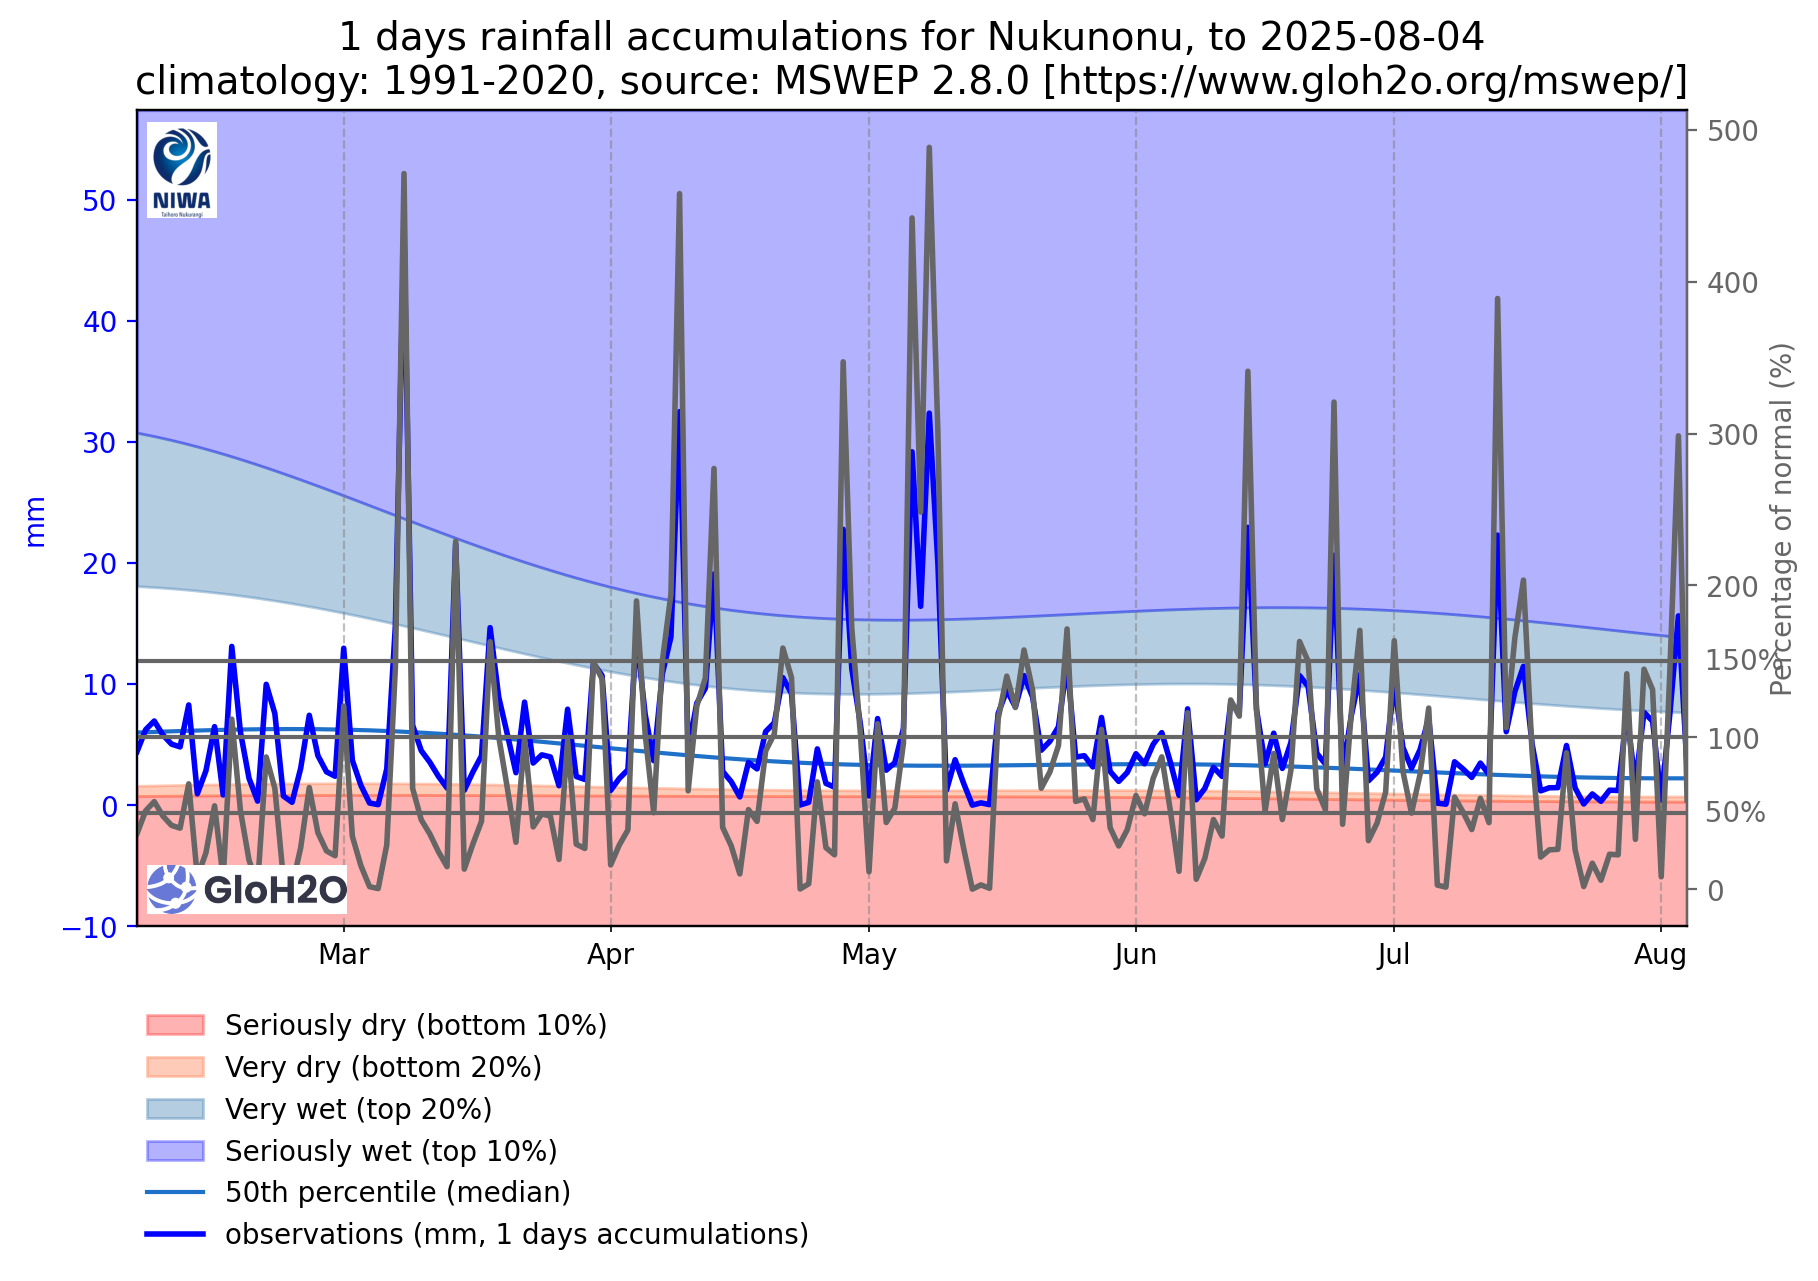 1 days rainfall accumulations for Nukunonu, to 2025-08-04
climatology: 1991-2020, source: MSWEP 2.8.0 [https://www.gloh2o.org/mswep/]
NIWA
Taihoro Nukurangi
mm
50
40
30
20
10
0
−10
500
400
300
200
150%
100
50%
0
Percentage of normal (%)
GloH2O
Mar
Apr
May
Jun
Jul
Aug
Seriously dry (bottom 10%)
Very dry (bottom 20%)
Very wet (top 20%)
Seriously wet (top 10%)
50th percentile (median)
observations (mm, 1 days accumulations)